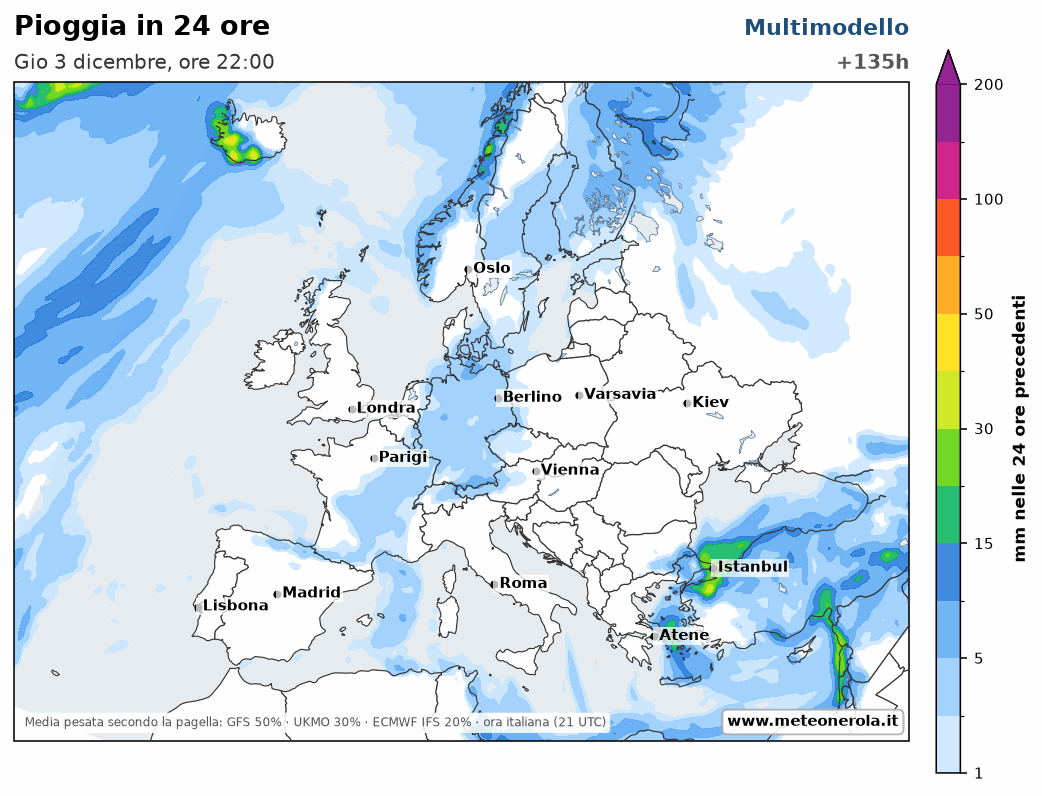 Pioggia in 24 ore
Multimodello
Gio 3 dicembre, ore 22:00
+135h
200
100
50
30
15
5
1
mm nelle 24 ore precedenti
Oslo
Berlino
Varsavia
Kiev
Londra
Parigi
Vienna
Istanbul
Roma
Madrid
Lisbona
Atene
Media pesata secondo la pagella: GFS 50% · UKMO 30% · ECMWF IFS 20% · ora italiana (21 UTC)
www.meteonerola.it